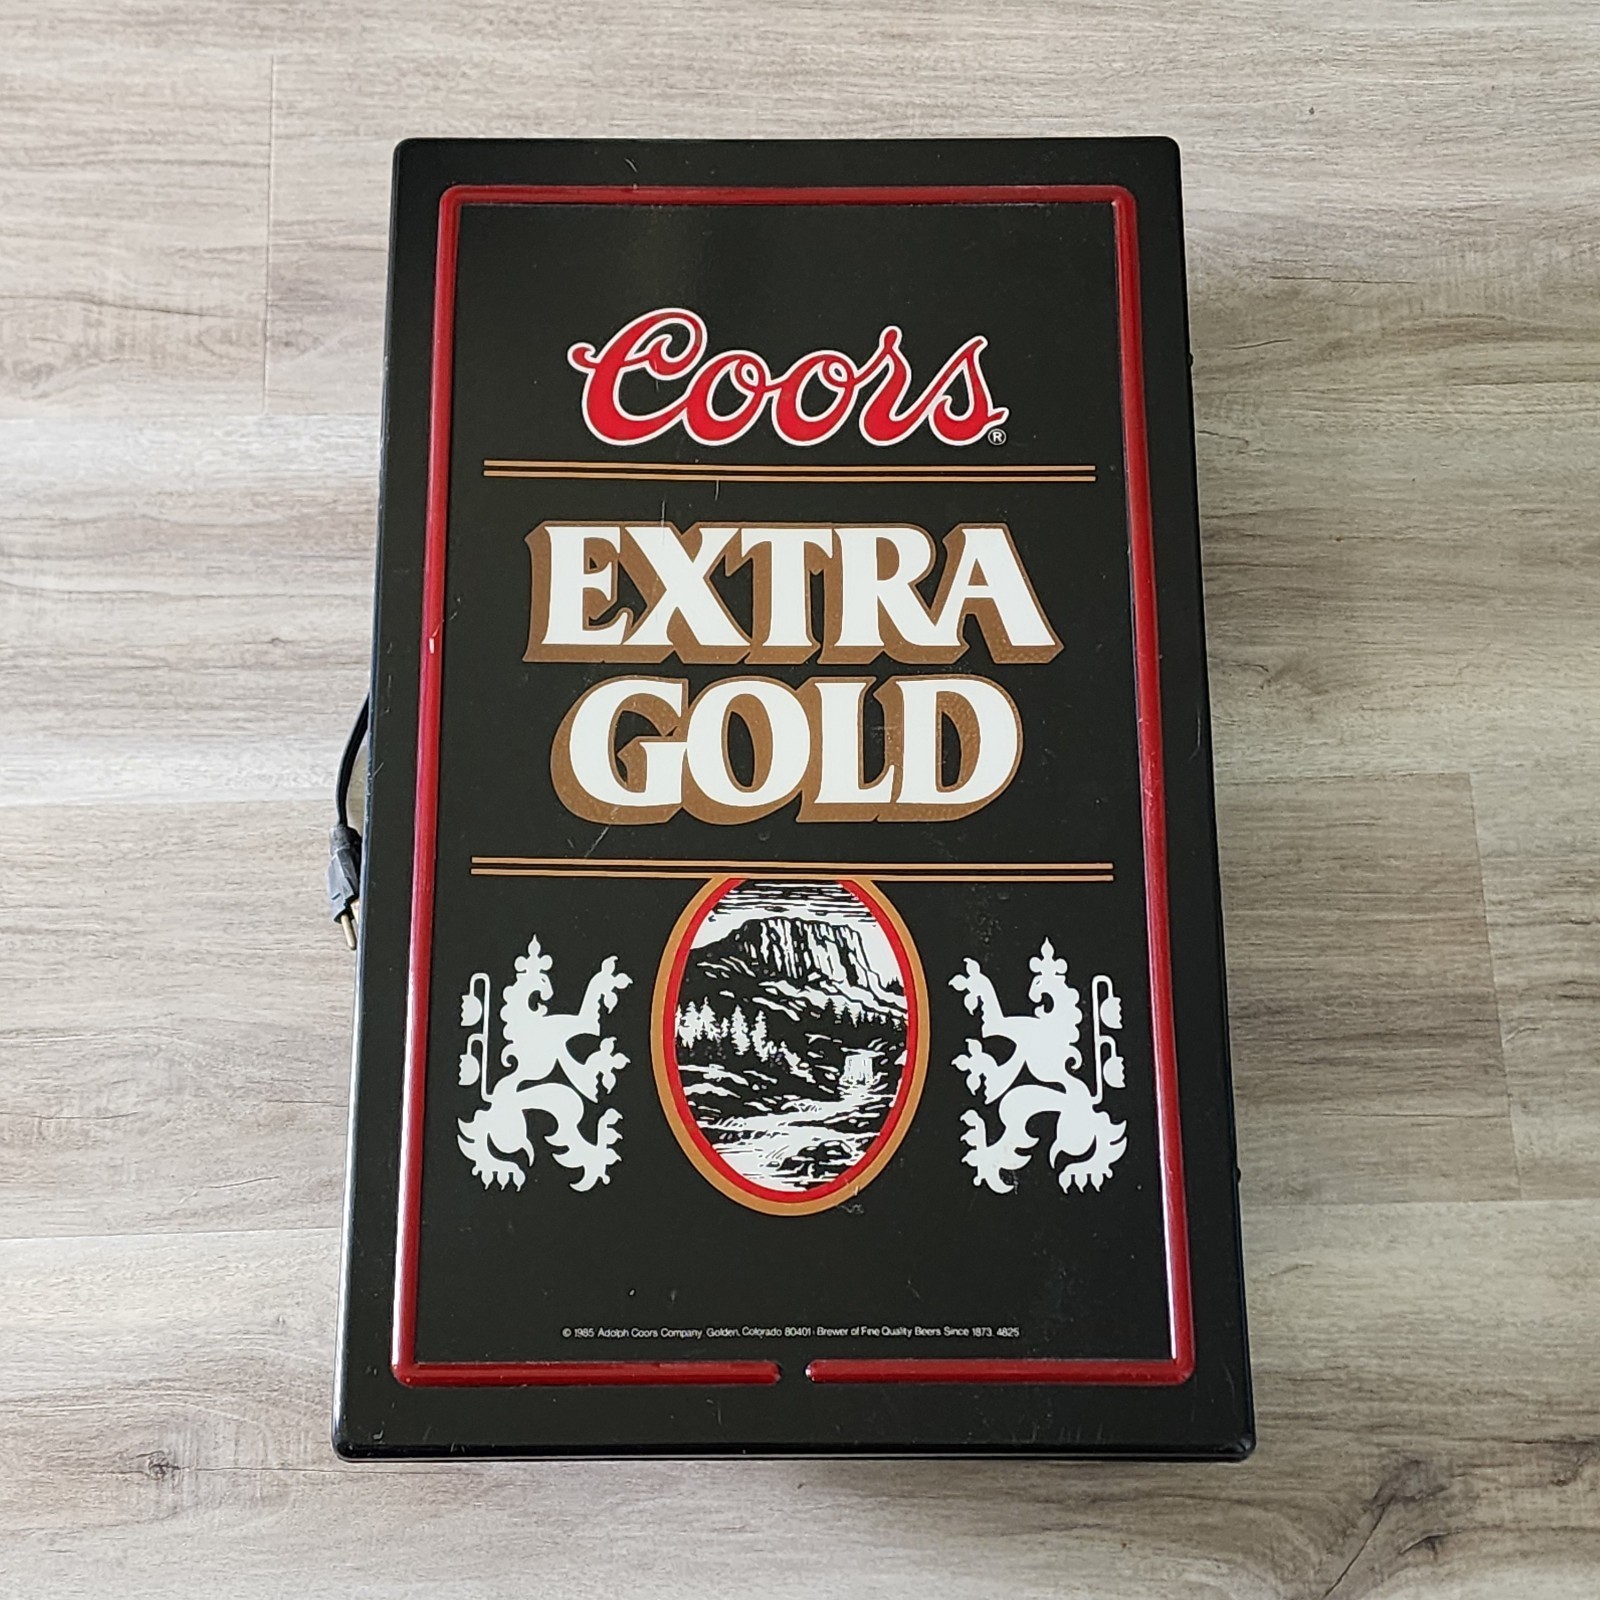 Coors®
EXTRA
GOLD
© 1985 Adolph Coors Company, Golden, Colorado 80401 · Brewer of Fine Quality Beers Since 1873. 4825